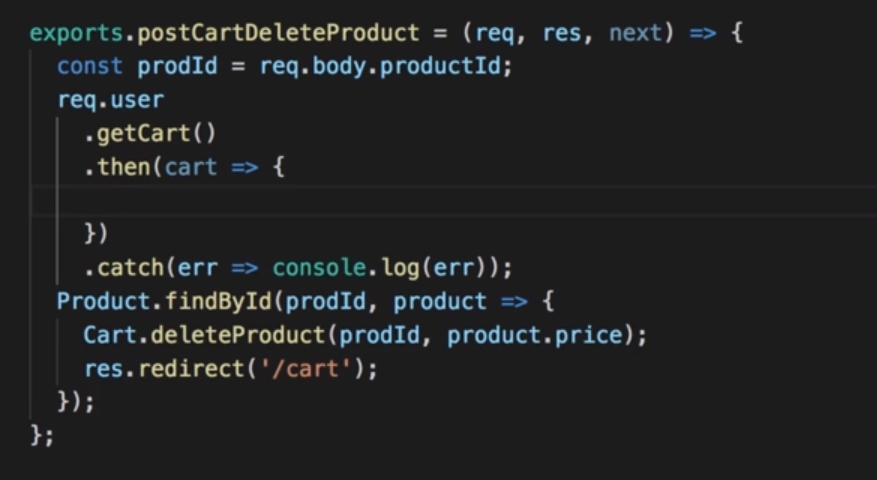 exports.postCartDeleteProduct = (req, res, next) => {
  const prodId = req.body.productId;
  req.user
    .getCart()
    .then(cart => {
    })
    .catch(err => console.log(err));
  Product.findById(prodId, product => {
    Cart.deleteProduct(prodId, product.price);
    res.redirect('/cart');
  });
};